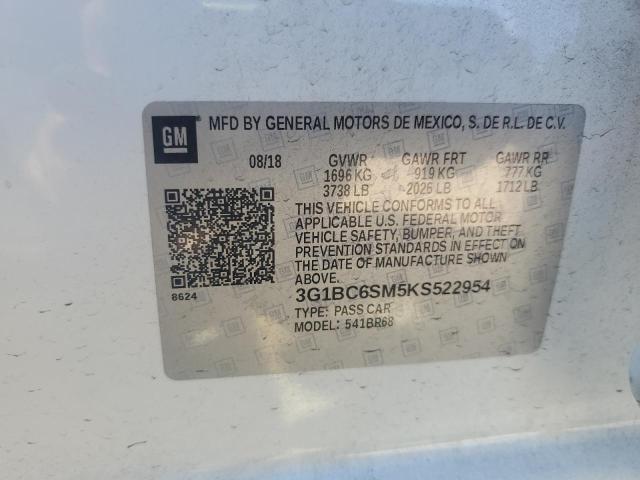 GM MFD BY GENERAL MOTORS DE MEXICO, S. DE R.L. DE C.V.
08/18 GVWR GAWR FRT GAWR RR
1696 KG 919 KG 777 KG
3738 LB 2026 LB 1712 LB
THIS VEHICLE CONFORMS TO ALL
APPLICABLE U.S. FEDERAL MOTOR
VEHICLE SAFETY, BUMPER, AND THEFT
PREVENTION STANDARDS IN EFFECT ON
THE DATE OF MANUFACTURE SHOWN
ABOVE.
8624
3G1BC6SM5KS522954
TYPE: PASS CAR
MODEL: 541BR68